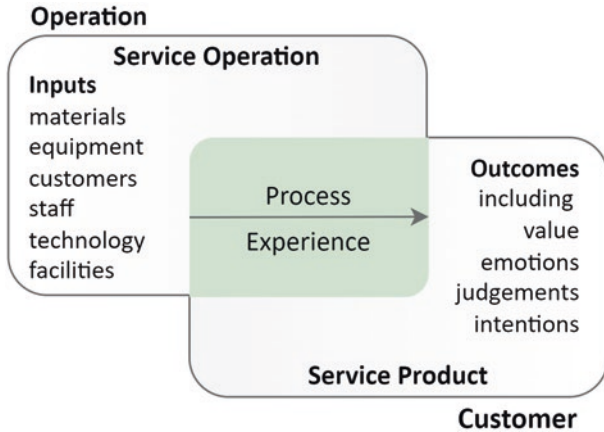 Operation
Service Operation
Inputs
materials
equipment
customers
staff
technology
facilities
Process
Experience
Outcomes
including
value
emotions
judgements
intentions
Service Product
Customer